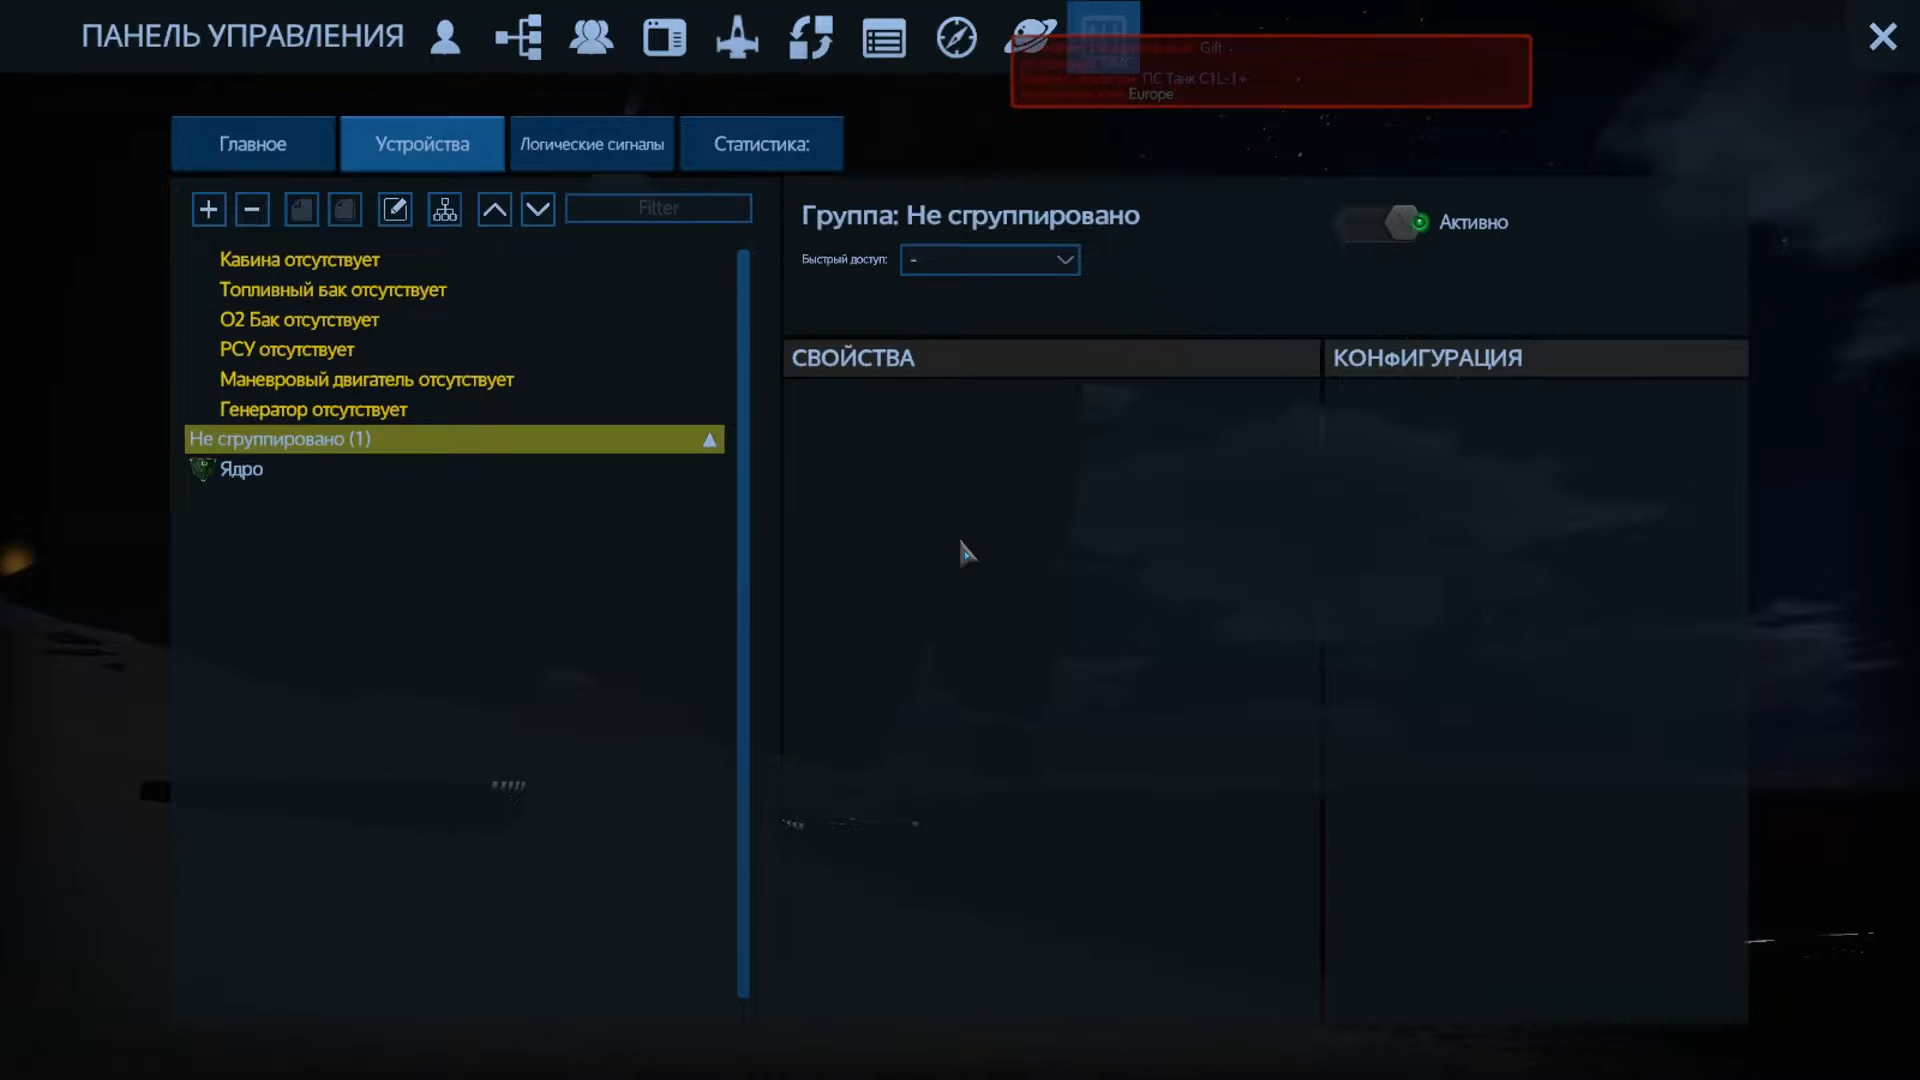 ПАНЕЛЬ УПРАВЛЕНИЯ
Gift
ПС Танк C1L-1+
Europe
Главное
Устройства
Логические сигналы
Статистика:
Filter
Группа: Не сгруппировано
Активно
Быстрый доступ:
-
Кабина отсутствует
Топливный бак отсутствует
О2 Бак отсутствует
РСУ отсутствует
Маневровый двигатель отсутствует
Генератор отсутствует
Не сгруппировано (1)
Ядро
СВОЙСТВА
КОНФИГУРАЦИЯ